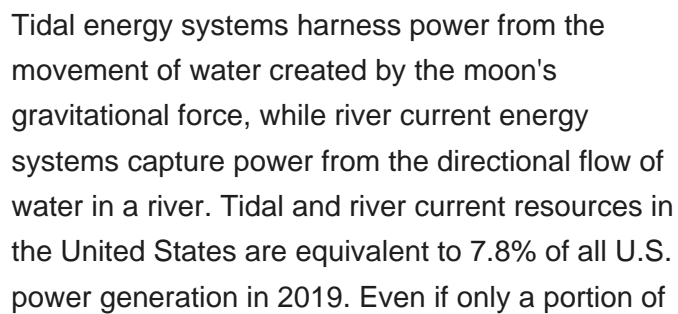 Tidal energy systems harness power from the
movement of water created by the moon's
gravitational force, while river current energy
systems capture power from the directional flow of
water in a river. Tidal and river current resources in
the United States are equivalent to 7.8% of all U.S.
power generation in 2019. Even if only a portion of